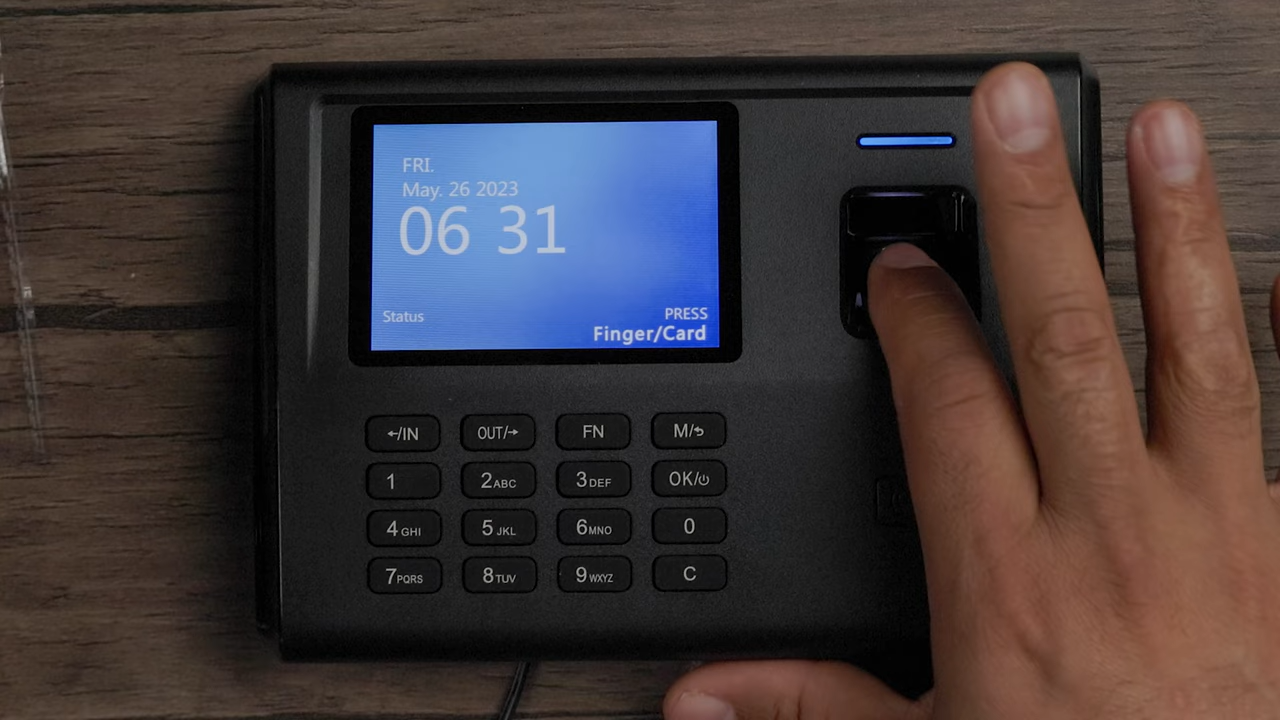 FRI.
May. 26 2023
06 31
Status
PRESS
Finger/Card
←/IN
OUT/→
FN
M/↰
1
2ABC
3DEF
OK/⏻
4GHI
5JKL
6MNO
0
7PQRS
8TUV
9WXYZ
C